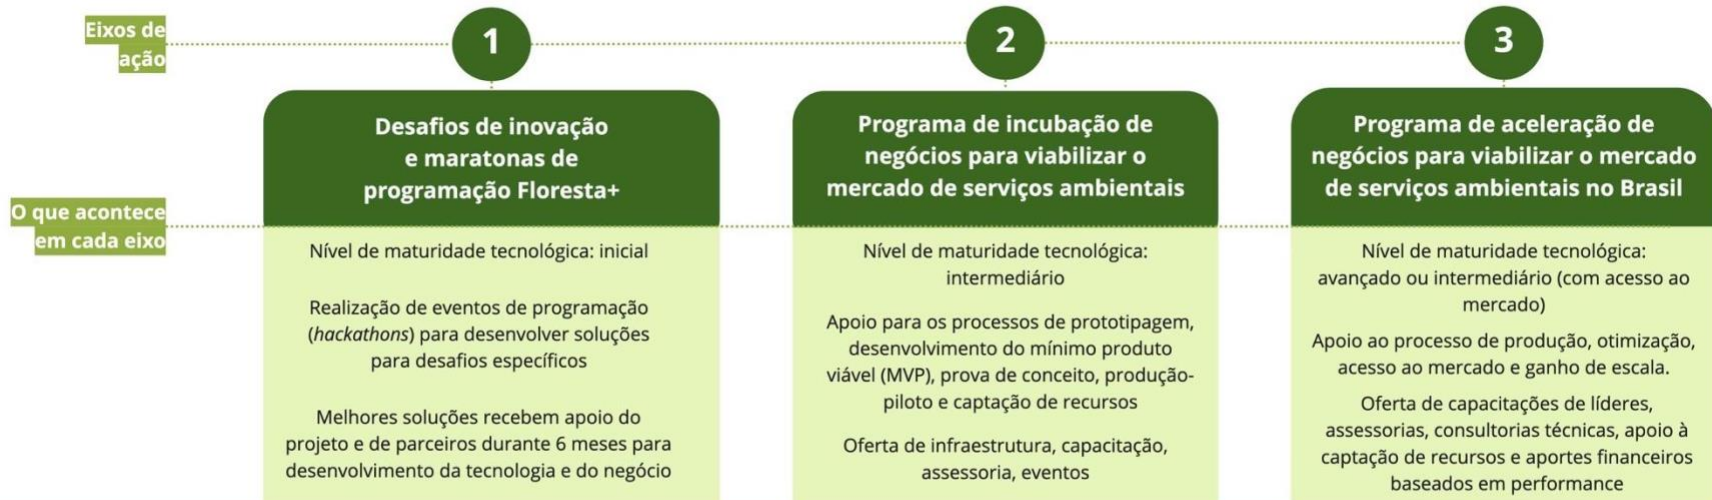 Eixos de
ação
1
2
3
Desafios de inovação
e maratonas de
programação Floresta+
Programa de incubação de
negócios para viabilizar o
mercado de serviços ambientais
Programa de aceleração de
negócios para viabilizar o mercado
de serviços ambientais no Brasil
O que acontece
em cada eixo
Nível de maturidade tecnológica: inicial
Realização de eventos de programação
(hackathons) para desenvolver soluções
para desafios específicos
Melhores soluções recebem apoio do
projeto e de parceiros durante 6 meses para
desenvolvimento da tecnologia e do negócio
Nível de maturidade tecnológica:
intermediário
Apoio para os processos de prototipagem,
desenvolvimento do mínimo produto
viável (MVP), prova de conceito, produção-
piloto e captação de recursos
Oferta de infraestrutura, capacitação,
assessoria, eventos
Nível de maturidade tecnológica:
avançado ou intermediário (com acesso ao
mercado)
Apoio ao processo de produção, otimização,
acesso ao mercado e ganho de escala.
Oferta de capacitações de líderes,
assessorias, consultorias técnicas, apoio à
captação de recursos e aportes financeiros
baseados em performance